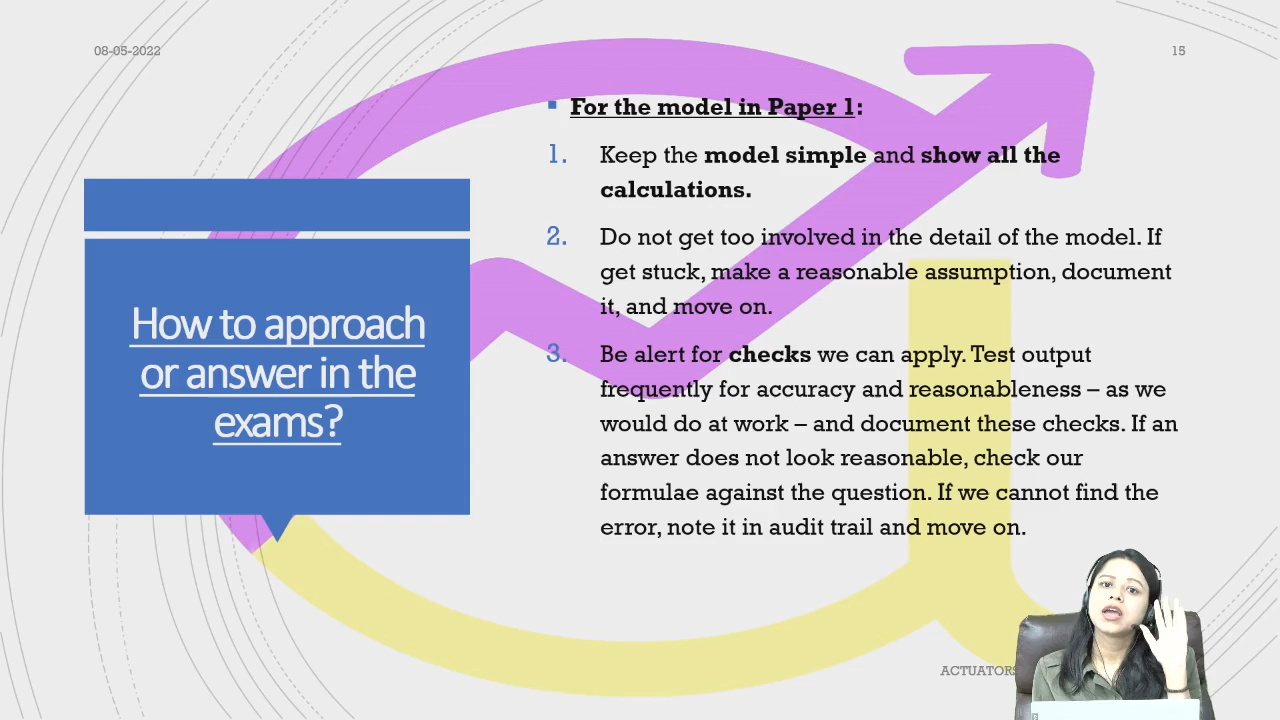 08-05-2022
15
How to approach
or answer in the
exams?
▪ For the model in Paper 1:
1. Keep the model simple and show all the
calculations.
2. Do not get too involved in the detail of the model. If
get stuck, make a reasonable assumption, document
it, and move on.
3. Be alert for checks we can apply. Test output
frequently for accuracy and reasonableness – as we
would do at work – and document these checks. If an
answer does not look reasonable, check our
formulae against the question. If we cannot find the
error, note it in audit trail and move on.
ACTUATORS